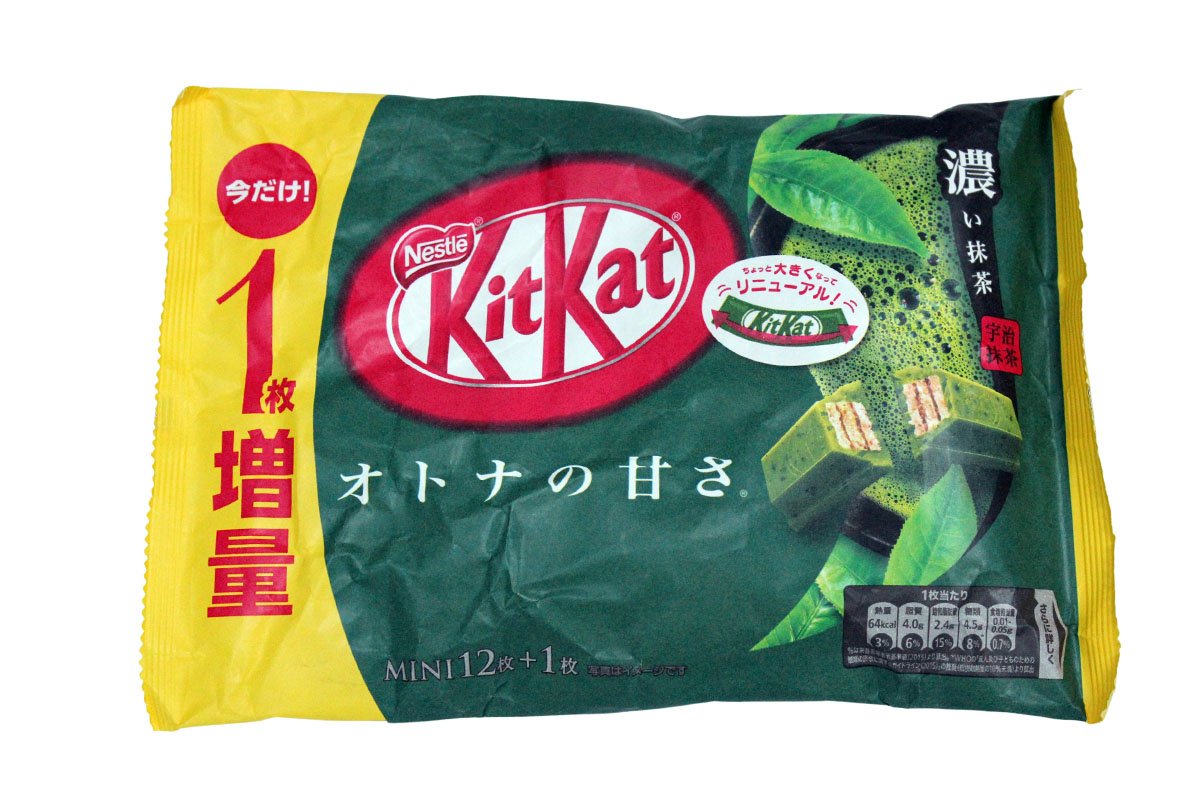 今だけ!
1枚
増量
Nestlé®
KitKat®
オトナの甘さ®
ちょっと大きくなって
リニューアル!
KitKat
濃い抹茶
宇治
抹茶
MINI 12枚+1枚 写真はイメージです
1枚当たり
熱量 脂質 飽和脂肪酸 糖類 食塩相当量
64kcal 4.0g 2.4g 4.5g 0.01-0.05g
3% 6% 15% 8% 0.7%
さらに詳しく